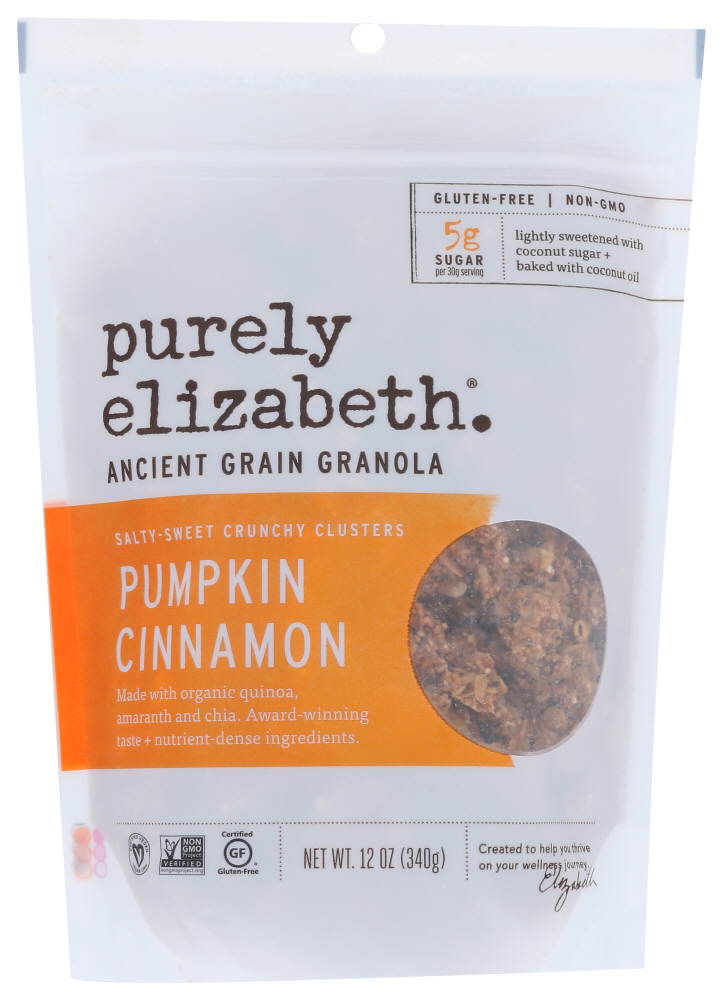 GLUTEN-FREE | NON-GMO
5g
SUGAR
per 30g serving
lightly sweetened with
coconut sugar +
baked with coconut oil
purely
elizabeth.®
ANCIENT GRAIN GRANOLA
SALTY-SWEET CRUNCHY CLUSTERS
PUMPKIN
CINNAMON
Made with organic quinoa,
amaranth and chia. Award-winning
taste + nutrient-dense ingredients.
NON
GMO
Project
VERIFIED
nongmoproject.org
Certified
GF
Gluten-Free
NET WT. 12 OZ (340g)
Created to help you thrive
on your wellness journey.
Elizabeth